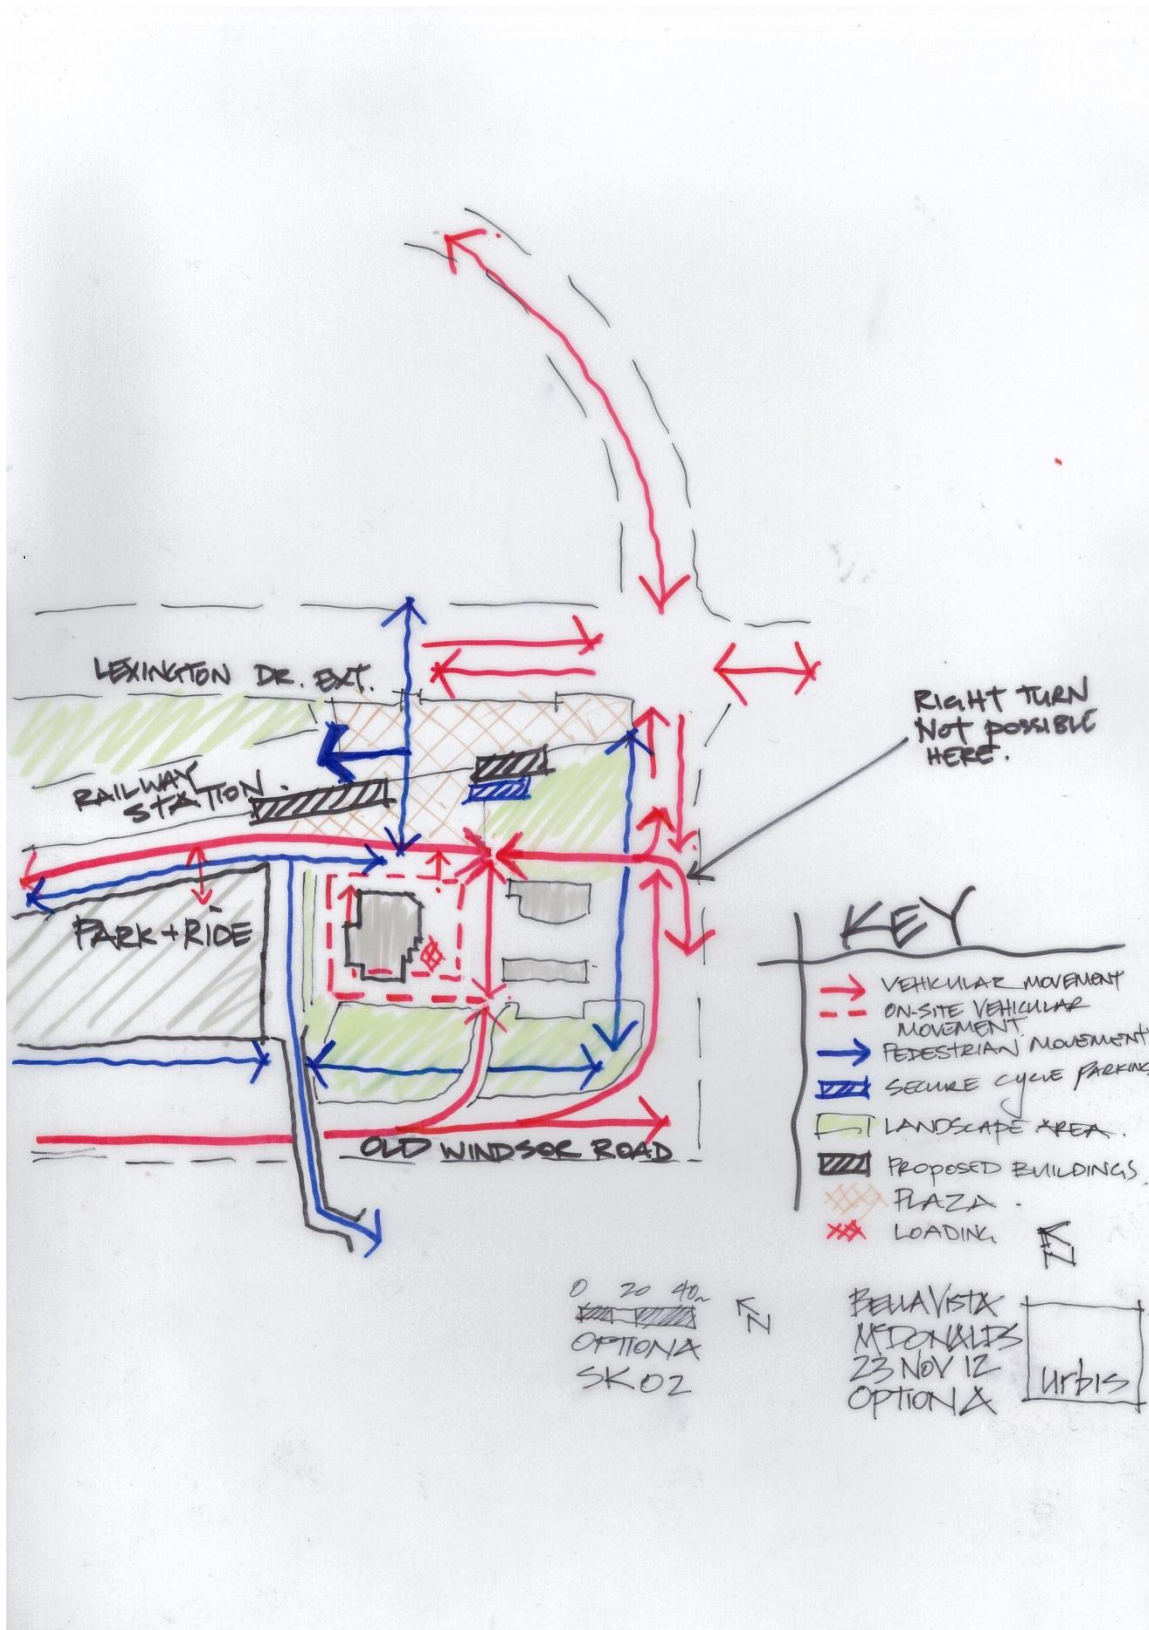 LEXINGTON DR. EXT.
RAILWAY
STATION.
RIGHT TURN
NOT POSSIBLE
HERE.
PARK + RIDE
OLD WINDSOR ROAD
KEY
VEHICULAR MOVEMENT
ON-SITE VEHICULAR
MOVEMENT
PEDESTRIAN MOVEMENT
SECURE CYCLE PARKING
LANDSCAPE AREA.
PROPOSED BUILDINGS
PLAZA.
LOADING
N
0 20 40m
N
OPTION A
SK02
BELLA VISTA
McDONALDS
23 NOV 12
OPTION A
urbis